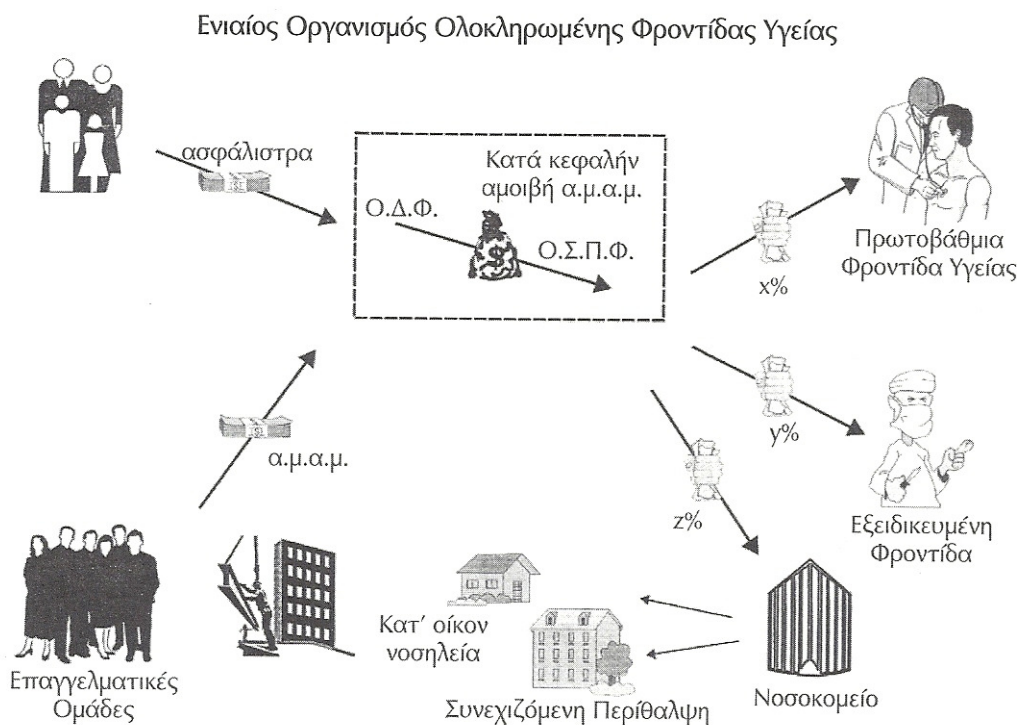 Ενιαίος Οργανισμός Ολοκληρωμένης Φροντίδας Υγείας
ασφάλιστρα
Κατά κεφαλήν
αμοιβή α.μ.α.μ.
Ο.Δ.Φ.
Ο.Σ.Π.Φ.
$
x%
Πρωτοβάθμια
Φροντίδα Υγείας
y%
Εξειδικευμένη
Φροντίδα
α.μ.α.μ.
z%
Επαγγελματικές
Ομάδες
Κατ’ οίκον
νοσηλεία
Συνεχιζόμενη Περίθαλψη
Νοσοκομείο